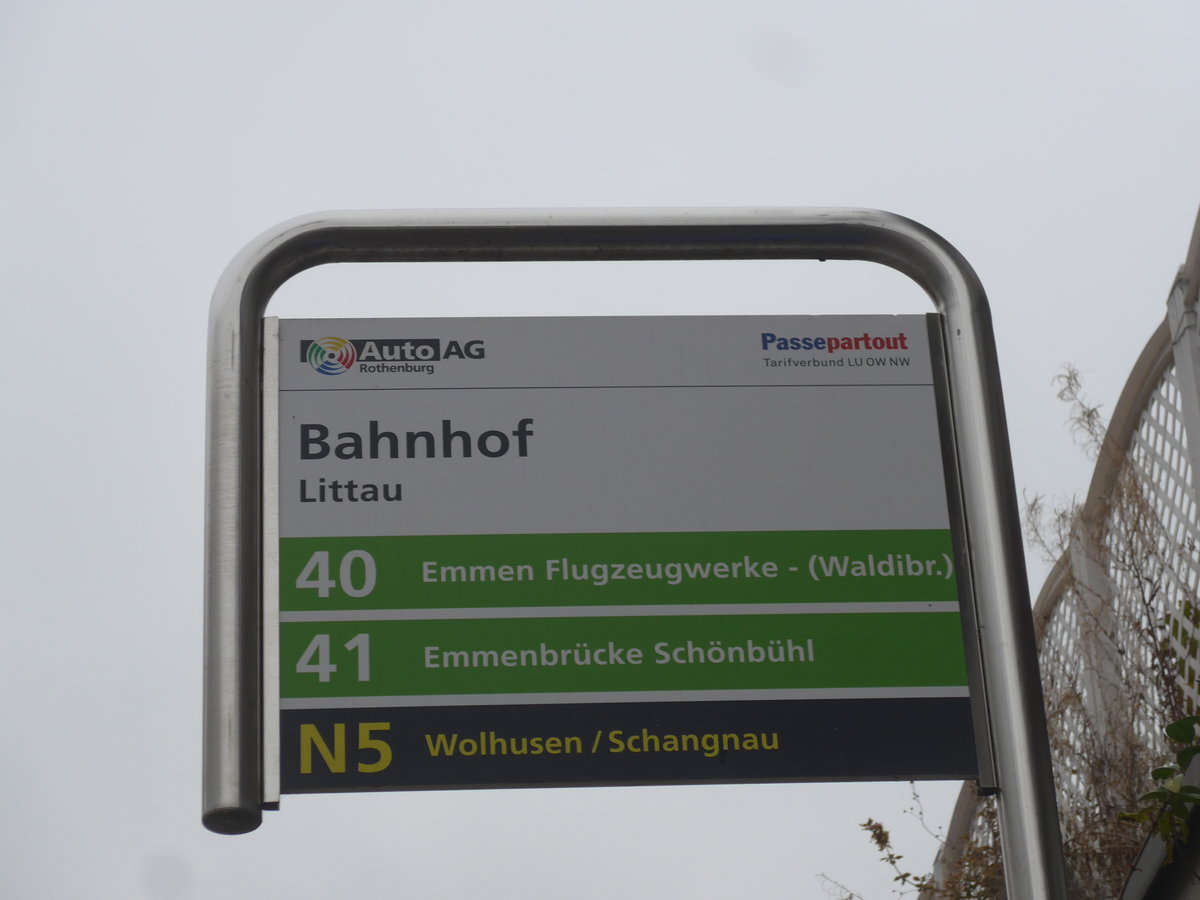 Auto AG
Rothenburg
Passepartout
Tarifverbund LU OW NW
Bahnhof
Littau
40 Emmen Flugzeugwerke - (Waldibr.)
41 Emmenbrücke Schönbühl
N5 Wolhusen / Schangnau